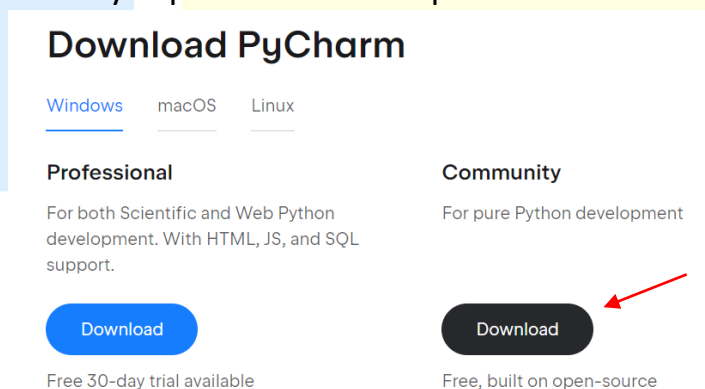 Download PyCharm
Windows macOS Linux
Professional
For both Scientific and Web Python
development. With HTML, JS, and SQL
support.
Download
Free 30-day trial available
Community
For pure Python development
Download
Free, built on open-source